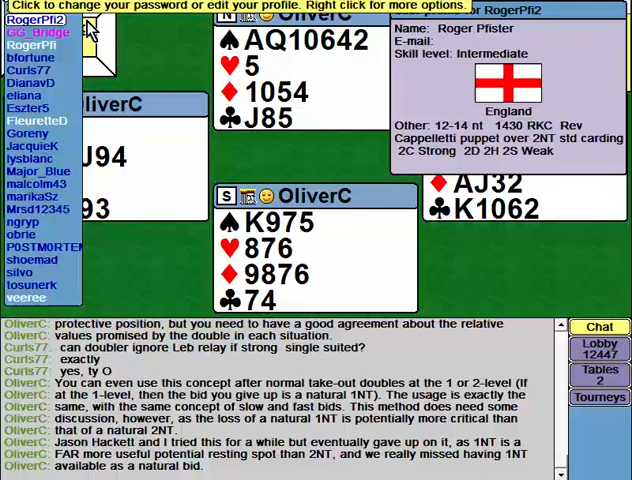 Click to change your password or edit your profile. Right click for more options.
RogerPfi2
GG_Bridge
RogerPfi
bfortune
Curls77
DianavD
eliana
Eszter5
FleuretteD
Goreny
JacquieK
lysblanc
Major_Blue
malcolm43
marikaSz
Mrsd12345
ngryp
obrie
P0STM0RTE
shoemad
silvo
tosunerk
veeree
N OliverC
♠ AQ10642
♥ 5
♦ 1054
♣ J85
for RogerPfi2
Name: Roger Pfister
E-mail:
Skill level: Intermediate
England
Other: 12-14 nt 1430 RKC Rev
Cappelletti puppet over 2NT std carding
2C Strong 2D 2H 2S Weak
OliverC
J94
93
♦ AJ32
♣ K1062
S OliverC
♠ K975
♥ 876
♦ 9876
♣ 74
OliverC: protective position, but you need to have a good agreement about the relative
OliverC: values promised by the double in each situation.
Curls77: can doubler ignore Leb relay if strong single suited?
Curls77: exactly
Curls77: yes, ty O
OliverC: You can even use this concept after normal take-out doubles at the 1 or 2-level (If
OliverC: at the 1-level, then the bid you give up is a natural 1NT). The usage is exactly the
OliverC: same, with the same concept of slow and fast bids. This method does need some
OliverC: discussion, however, as the loss of a natural 1NT is potentially more critical than
OliverC: that of a natural 2NT.
OliverC: Jason Hackett and I tried this for a while but eventually gave up on it, as 1NT is a
OliverC: FAR more useful potential resting spot than 2NT, and we really missed having 1NT
OliverC: available as a natural bid.
Chat
Lobby
12447
Tables
2
Tourneys